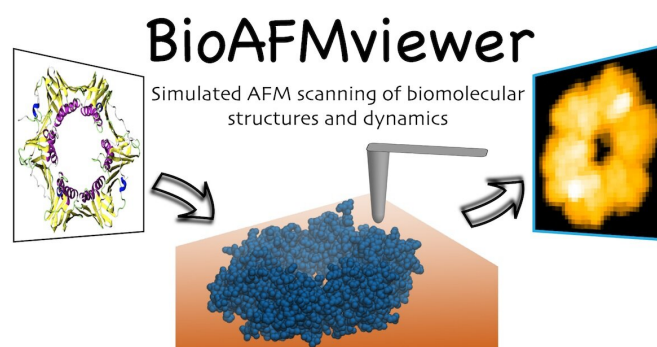 BioAFMviewer
Simulated AFM scanning of biomolecular
structures and dynamics